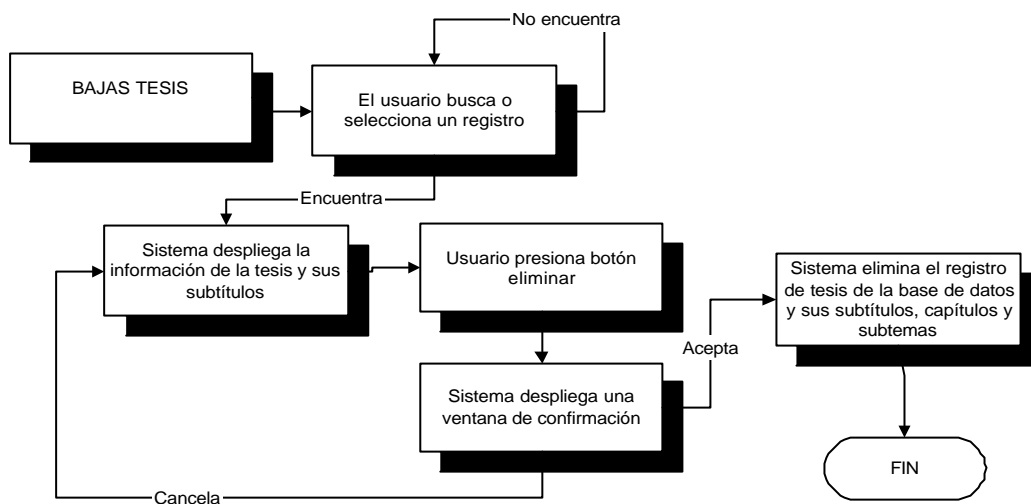 No encuentra
BAJAS TESIS
El usuario busca o
selecciona un registro
Encuentra
Sistema despliega la
información de la tesis y sus
subtítulos
Usuario presiona botón
eliminar
Sistema elimina el registro
de tesis de la base de datos
y sus subtítulos, capítulos y
subtemas
Acepta
Sistema despliega una
ventana de confirmación
FIN
Cancela